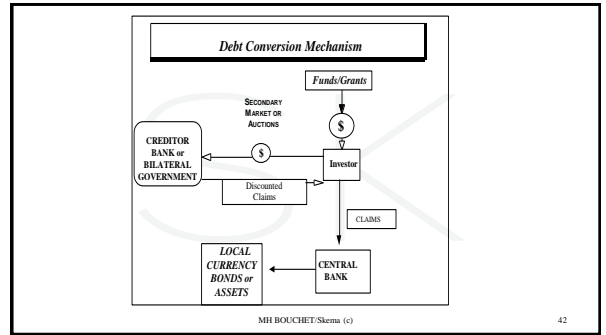 Debt Conversion Mechanism
Funds/Grants
SECONDARY
MARKET OR
AUCTIONS
$
CREDITOR
BANK or
BILATERAL
GOVERNMENT
$
Investor
Discounted
Claims
CLAIMS
LOCAL
CURRENCY
BONDS or
ASSETS
CENTRAL
BANK
MH BOUCHET/Skema (c)
42